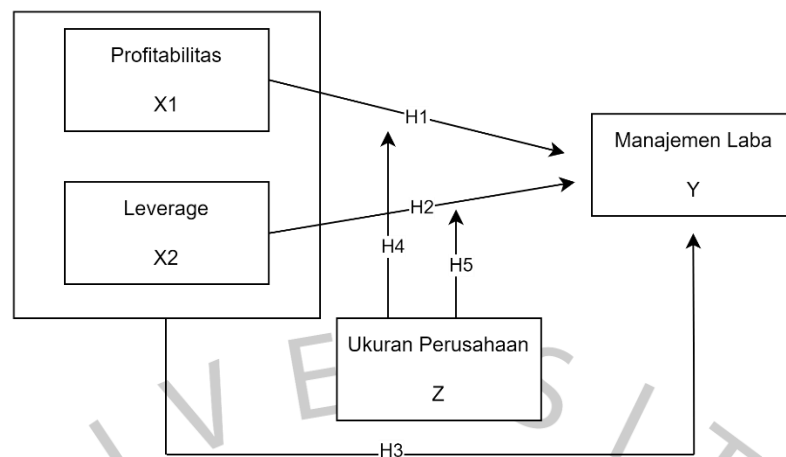 Profitabilitas
X1
H1
Manajemen Laba
Y
Leverage
X2
H2
H4
H5
Ukuran Perusahaan
Z
H3
I V E S I T